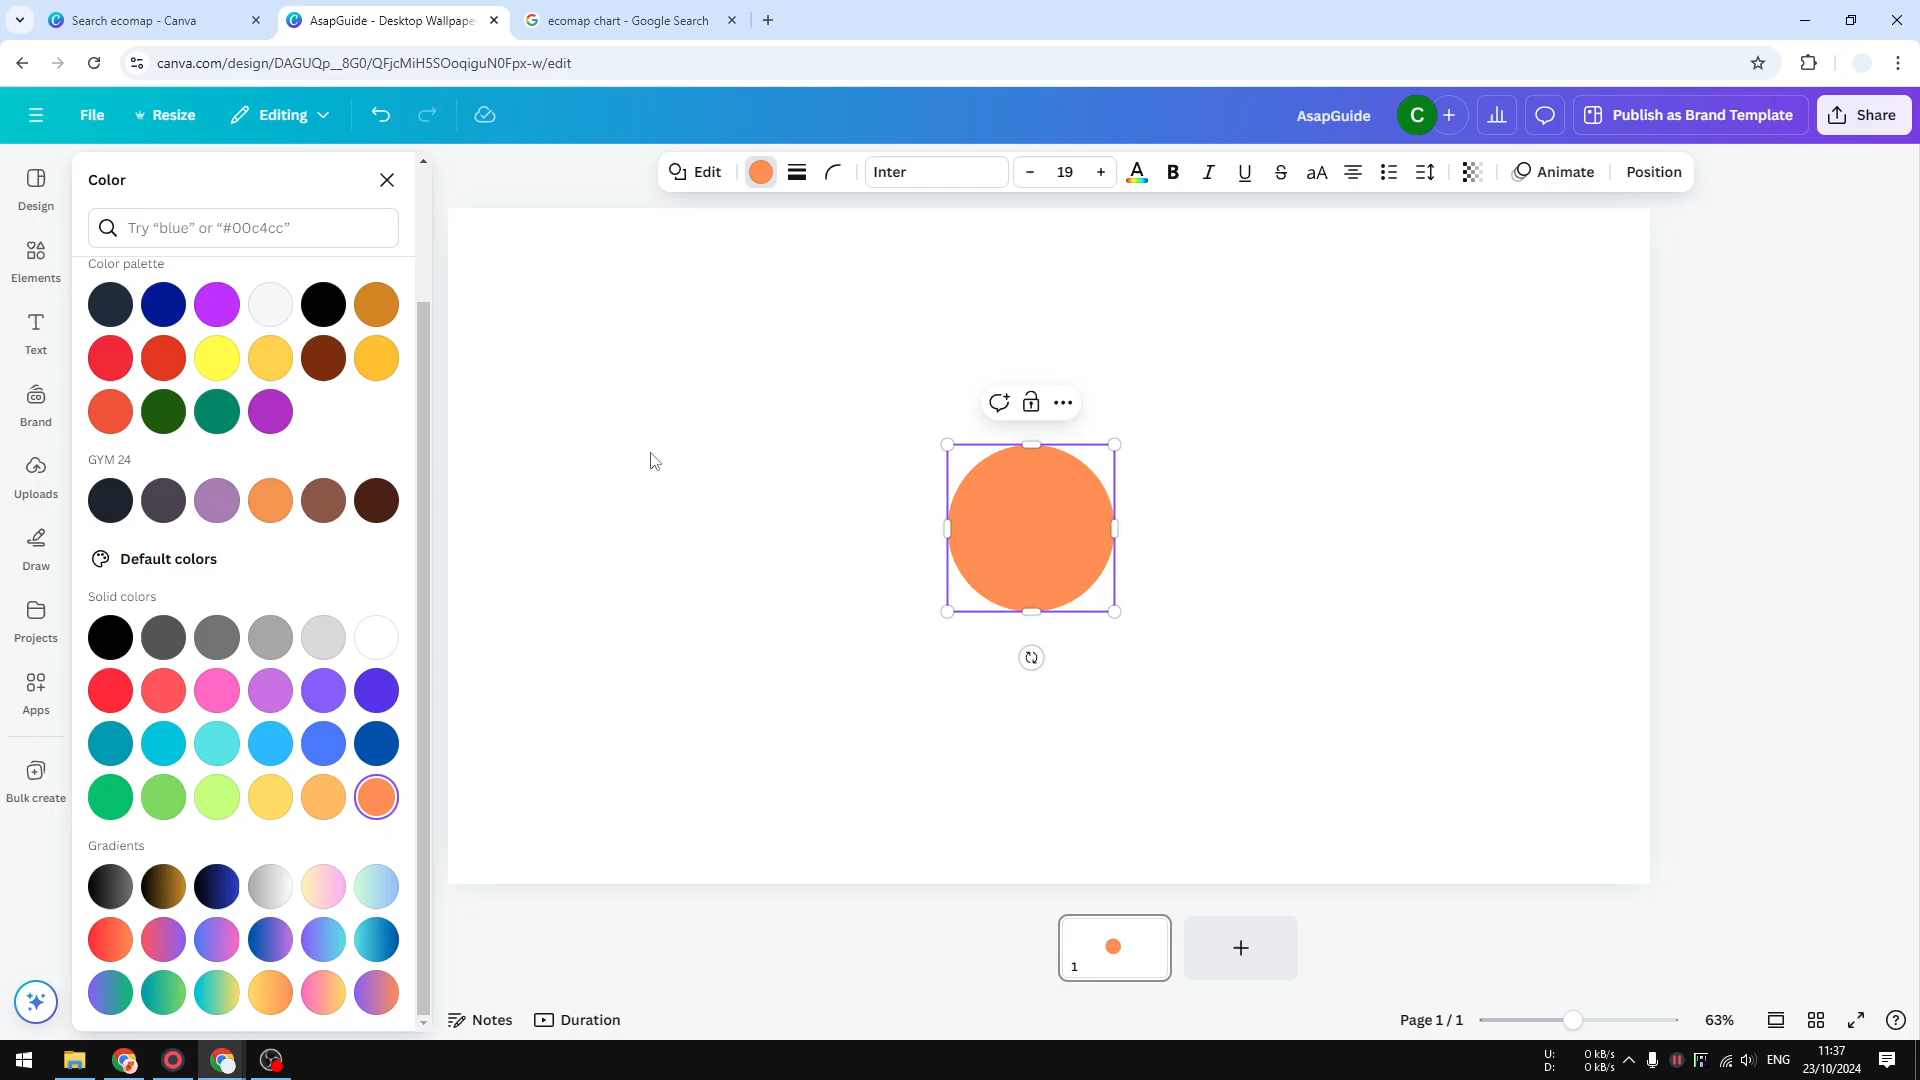 Search ecomap - Canva
AsapGuide - Desktop Wallpape
ecomap chart - Google Search
canva.com/design/DAGUQp__8G0/QFjcMiH5SOoqiguN0Fpx-w/edit
File
Resize
Editing
AsapGuide
C
Publish as Brand Template
Share
Edit
Inter
19
A
B
I
U
S
aA
Animate
Position
Design
Elements
Text
Brand
Uploads
Draw
Projects
Apps
Bulk create
Color
Try “blue” or “#00c4cc”
Color palette
GYM 24
Default colors
Solid colors
Gradients
1
Notes
Duration
Page 1 / 1
63%
U: 0 kB/s
D: 0 kB/s
ENG
11:37
23/10/2024